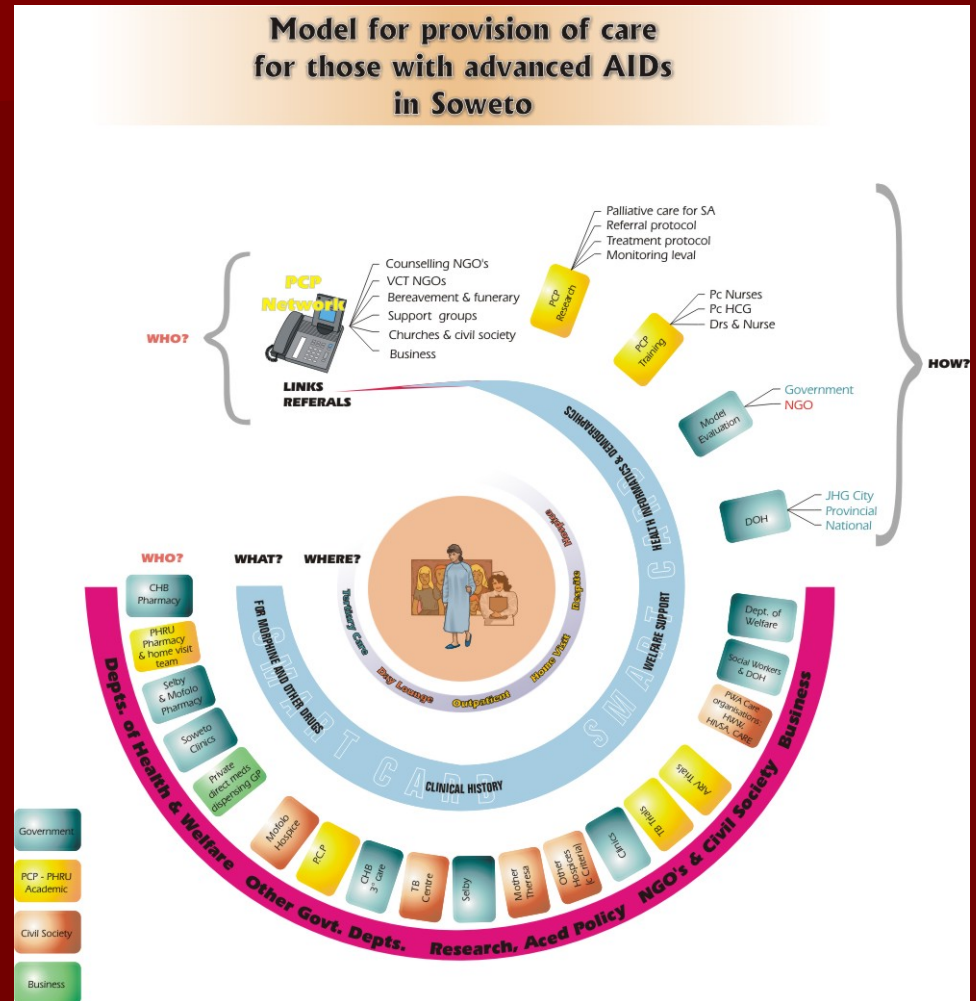 Model for provision of care
for those with advanced AIDs
in Soweto
WHO?
PCP
Network
LINKS
REFERALS
Counselling NGO's
VCT NGOs
Bereavement & funerary
Support groups
Churches & civil society
Business
PCP
Research
Palliative care for SA
Referral protocol
Treatment protocol
Monitoring leval
PCP
Training
Pc Nurses
Pc HCG
Drs & Nurse
Model
Evaluation
Government
NGO
DOH
JHG City
Provincial
National
HOW?
WHO?
WHAT?
WHERE?
Tertiary Care
Day Lounge
Outpatient
Home Visit
Despite
Hospice
SMART CARD
FOR MORPHINE AND OTHER DRUGS
CLINICAL HISTORY
SMART CARD
WELFARE SUPPORT
HEALTH INFORMATICS & DEMOGRAPHICS
CHB
Pharmacy
PHRU
Pharmacy
& home visit
team
Selby
& Mofolo
Pharmacy
Soweto
Clinics
Private
direct meds
dispensing GP
Mofolo
Hospice
P.C.P
CHB
3° care
TB
Centre
Selby
Mother
Theresa
Other
Hospices
Clinics
TB Trials
ARV Trials
PWA Care
organisations:
HWW,
HIVSA, CARE
Social Workers
& DOH
Dept. of
Welfare
Depts. of Health & Welfare
Other Govt. Depts.
Research, Aced Policy
NGO's & Civil Society
Business
Government
PCP - PHRU
Academic
Civil Society
Business